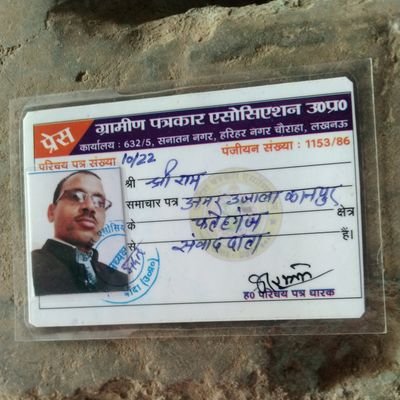 प्रेस
ग्रामीण पत्रकार एसोसिएशन उ०प्र०
कार्यालय : 632/5, सनातन नगर, हरिहर नगर चौराहा, लखनऊ
परिचय पत्र संख्या 10/22 पंजीयन संख्या : 1153/86
श्री श्री राम
समाचार पत्र अमर उजाला कानपुर
के फतेहगंज क्षेत्र
से संवाददाता हैं।
ह० परिचय पत्र धारक